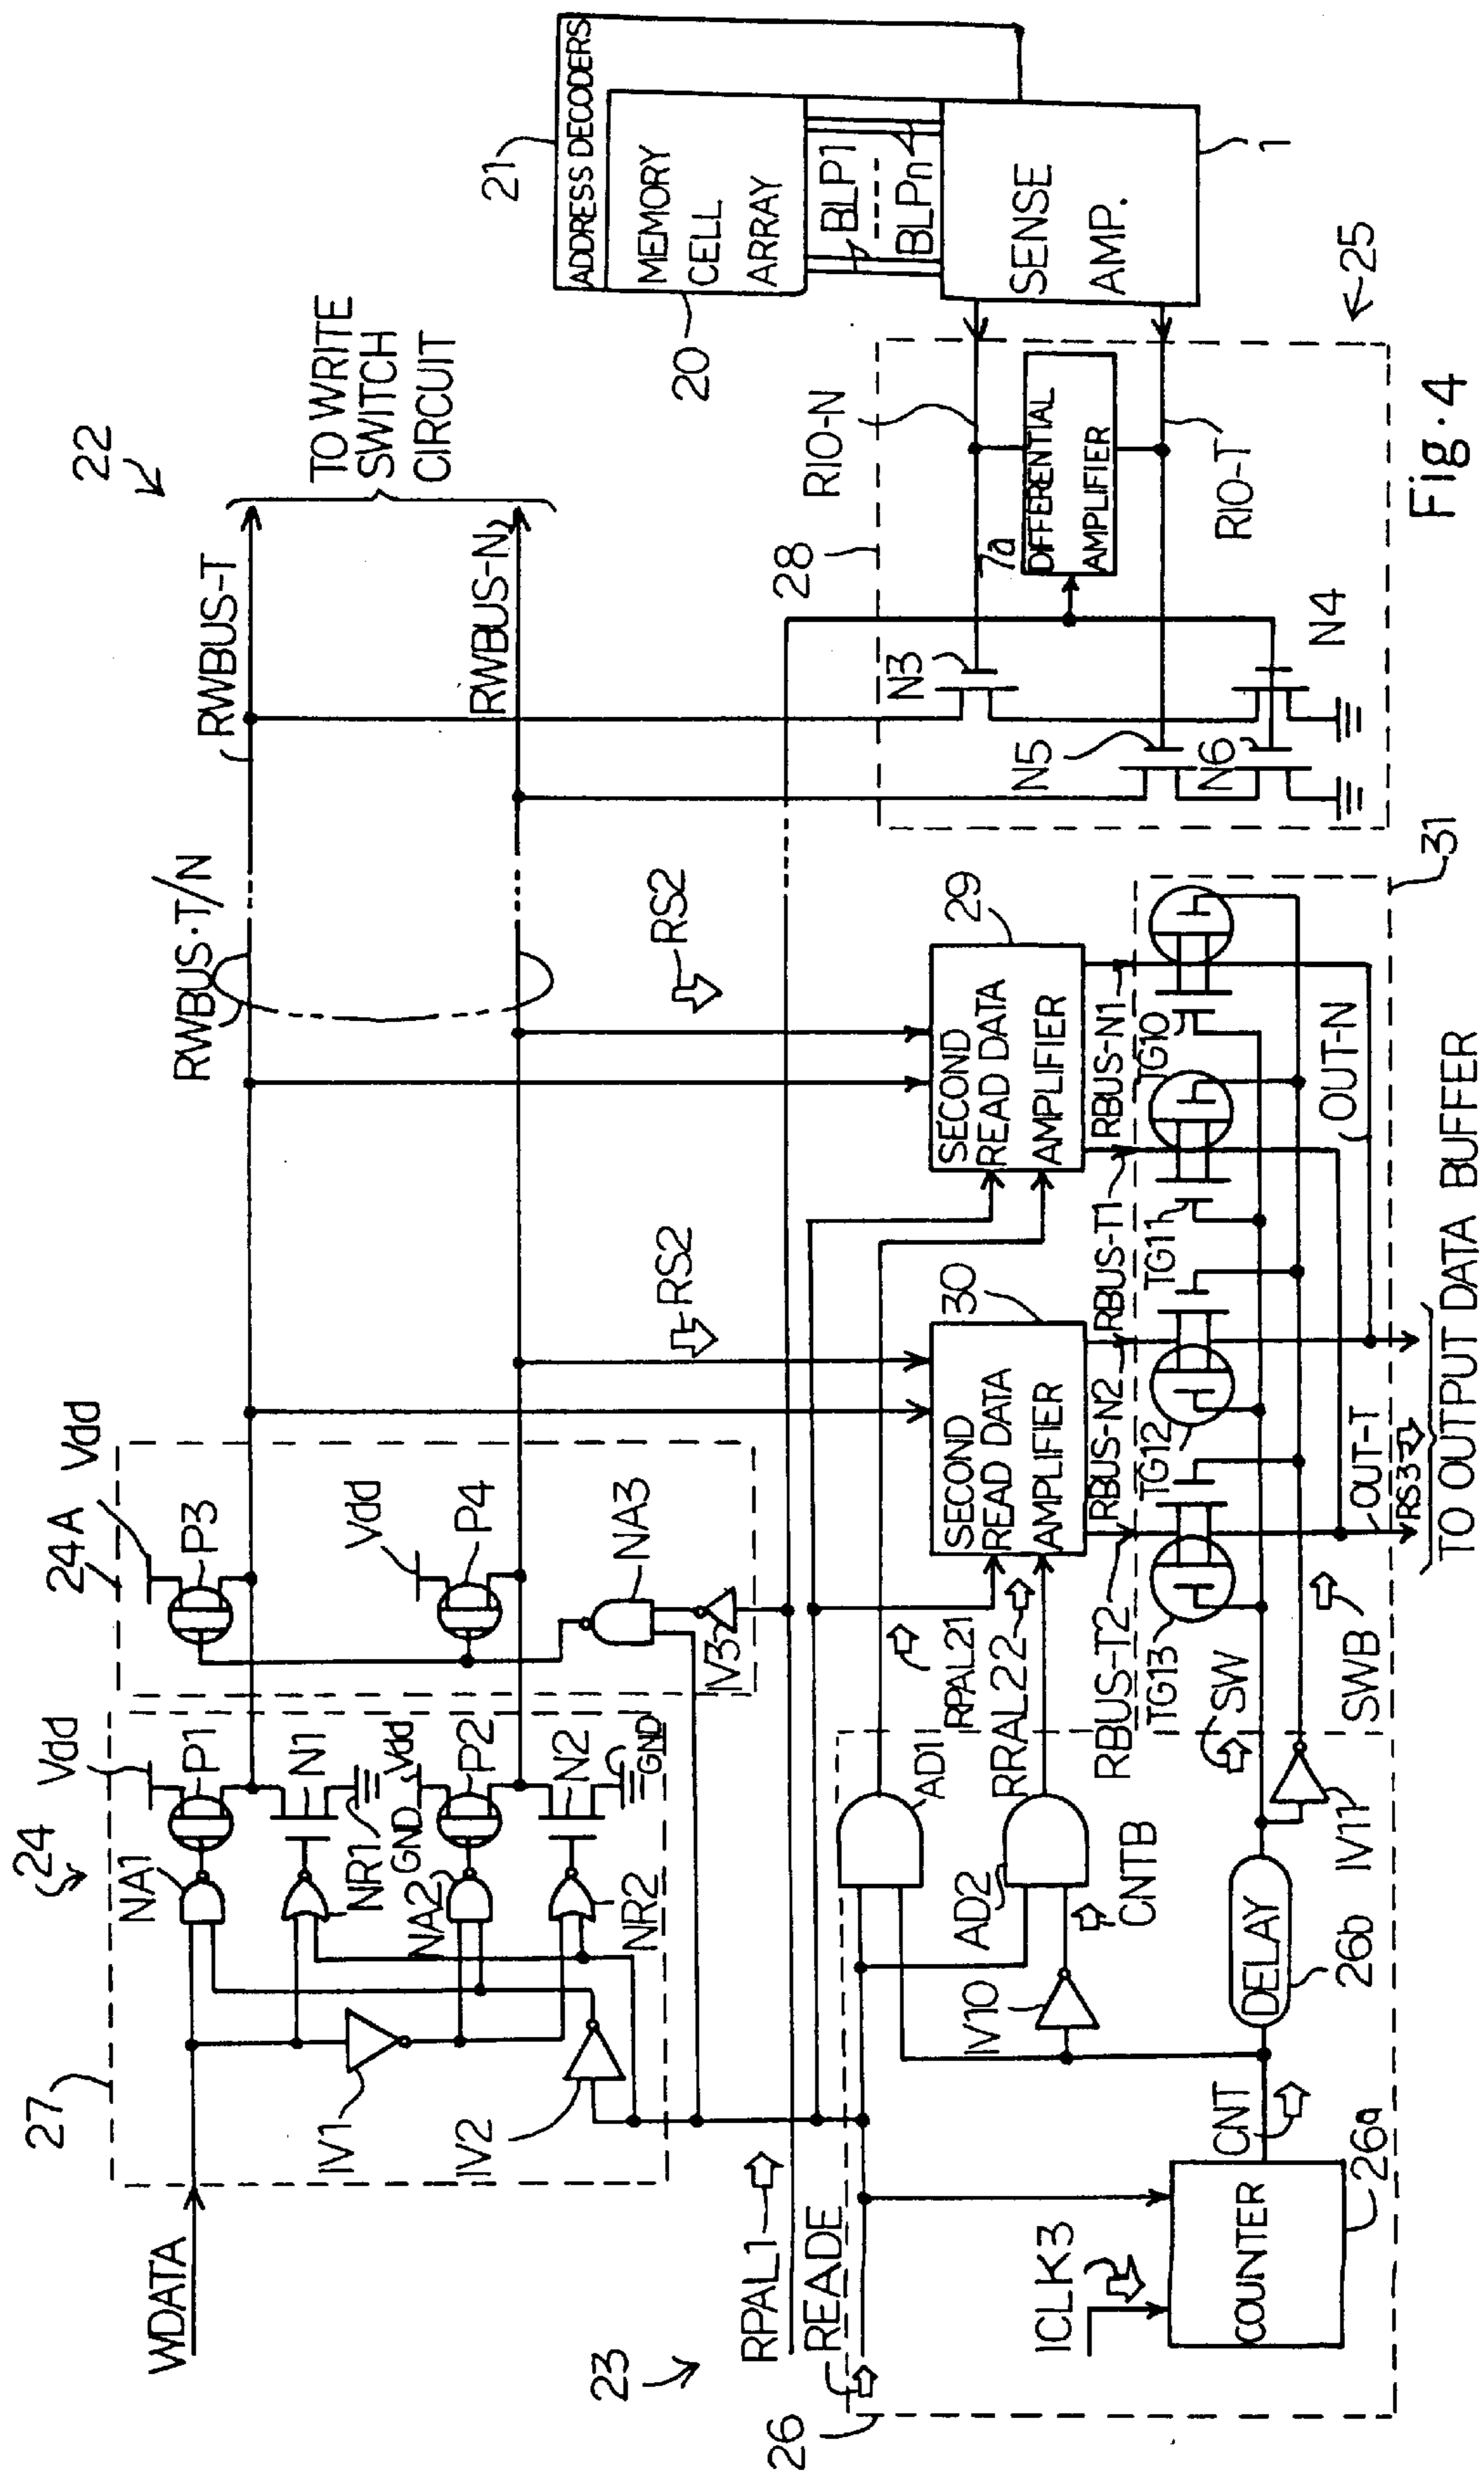 22
TO WRITE
SWITCH
CIRCUIT
RWBUS-T
RWBUS-N
RWBUS·T/N
21
ADDRESS DECODERS
MEMORY
CELL
ARRAY
20
BLP1
BLPn
SENSE
AMP.
1
25
28
RIO-N
7a
DIFFERENTIAL
AMPLIFIER
RIO-T
N3
N4
N5
N6
24
24A
Vdd
P3
Vdd
P4
NA3
IV3
27
WDATA
Vdd
NA1
P1
N1
NR1
GND
Vdd
NA2
P2
N2
NR2
GND
IV1
IV2
RS2
RS2
29
SECOND
READ DATA
AMPLIFIER
30
SECOND
READ DATA
AMPLIFIER
RBUS-N1
RBUS-T1
RBUS-N2
RBUS-T2
TG10
TG11
TG12
TG13
31
OUT-N
OUT-T
RS3
TO OUTPUT DATA BUFFER
23
RPAL1
READE
26
ICLK3
COUNTER
26a
CNT
DELAY
26b
IV10
IV11
AD1
AD2
CNTB
RPAL21
RRAL22
SW
SWB
Fig. 4